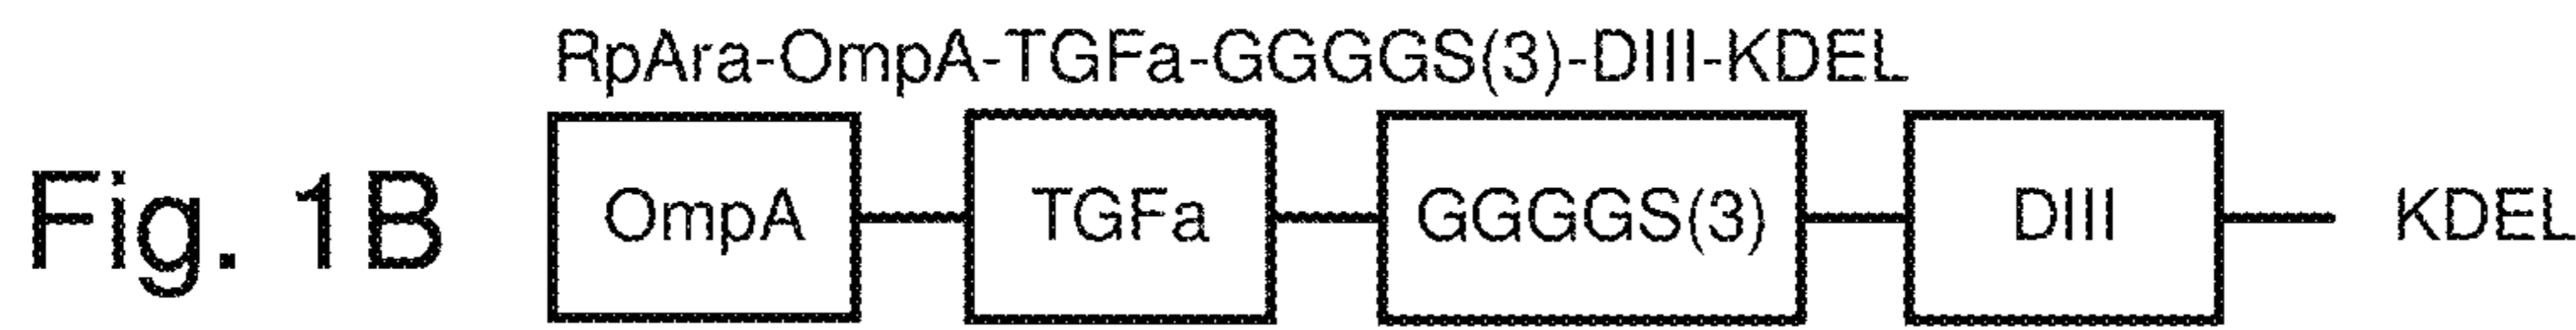 RpAra-OmpA-TGFa-GGGGS(3)-DIII-KDEL
Fig. 1B OmpA TGFa GGGGS(3) DIII KDEL